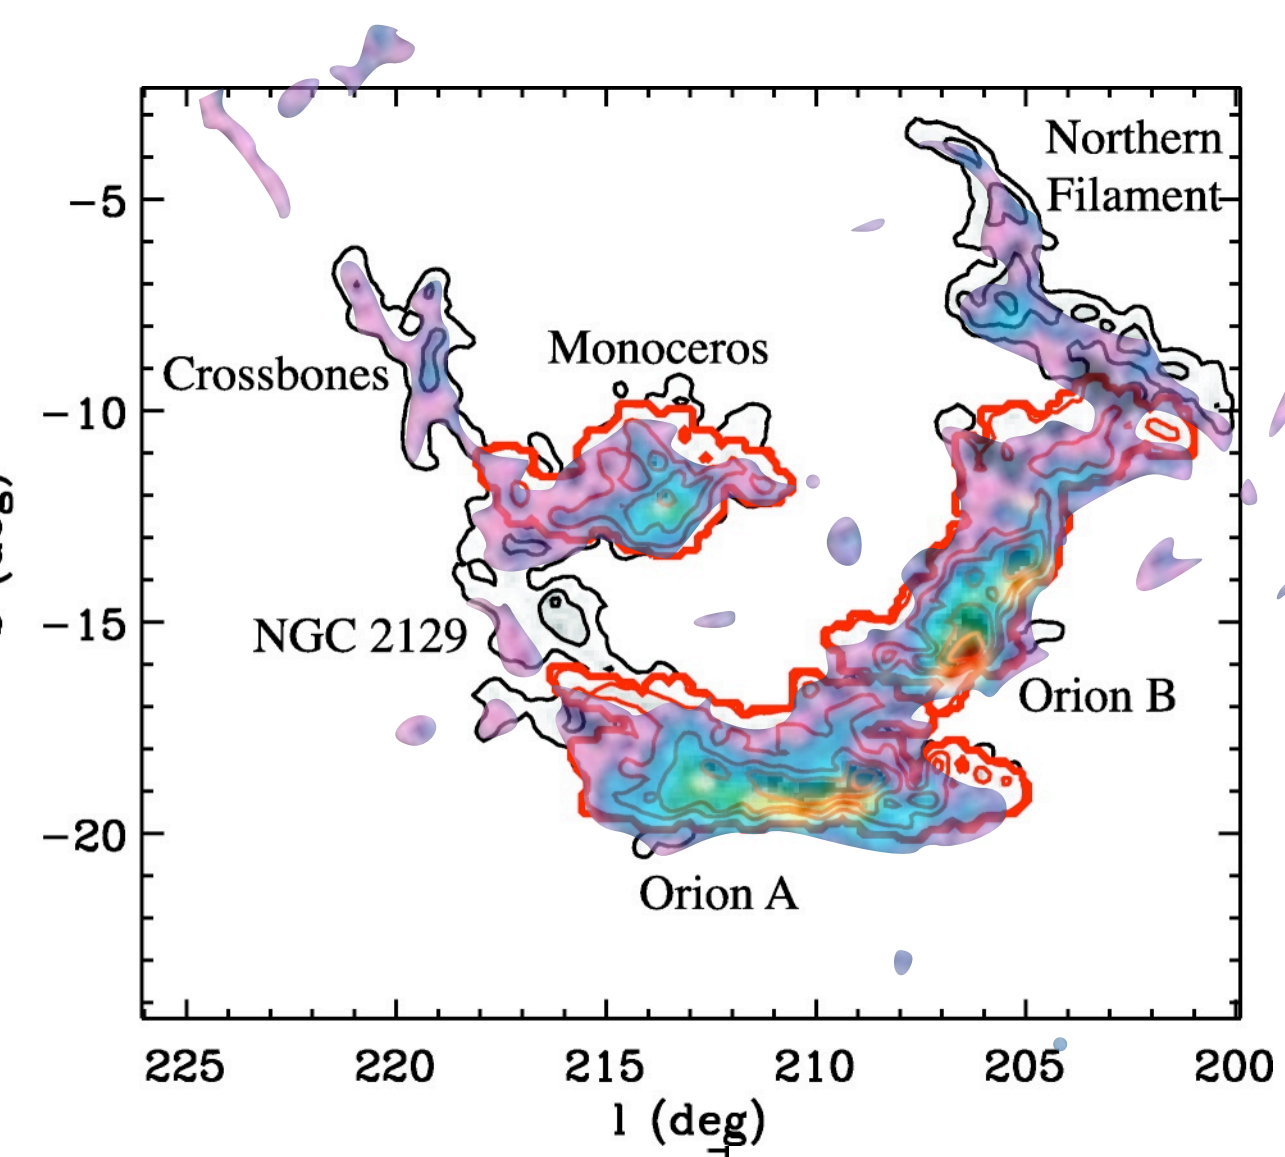 Northern
Filament
−5
Crossbones
Monoceros
−10
NGC 2129
−15
Orion B
−20
Orion A
225 220 215 210 205 200
l (deg)